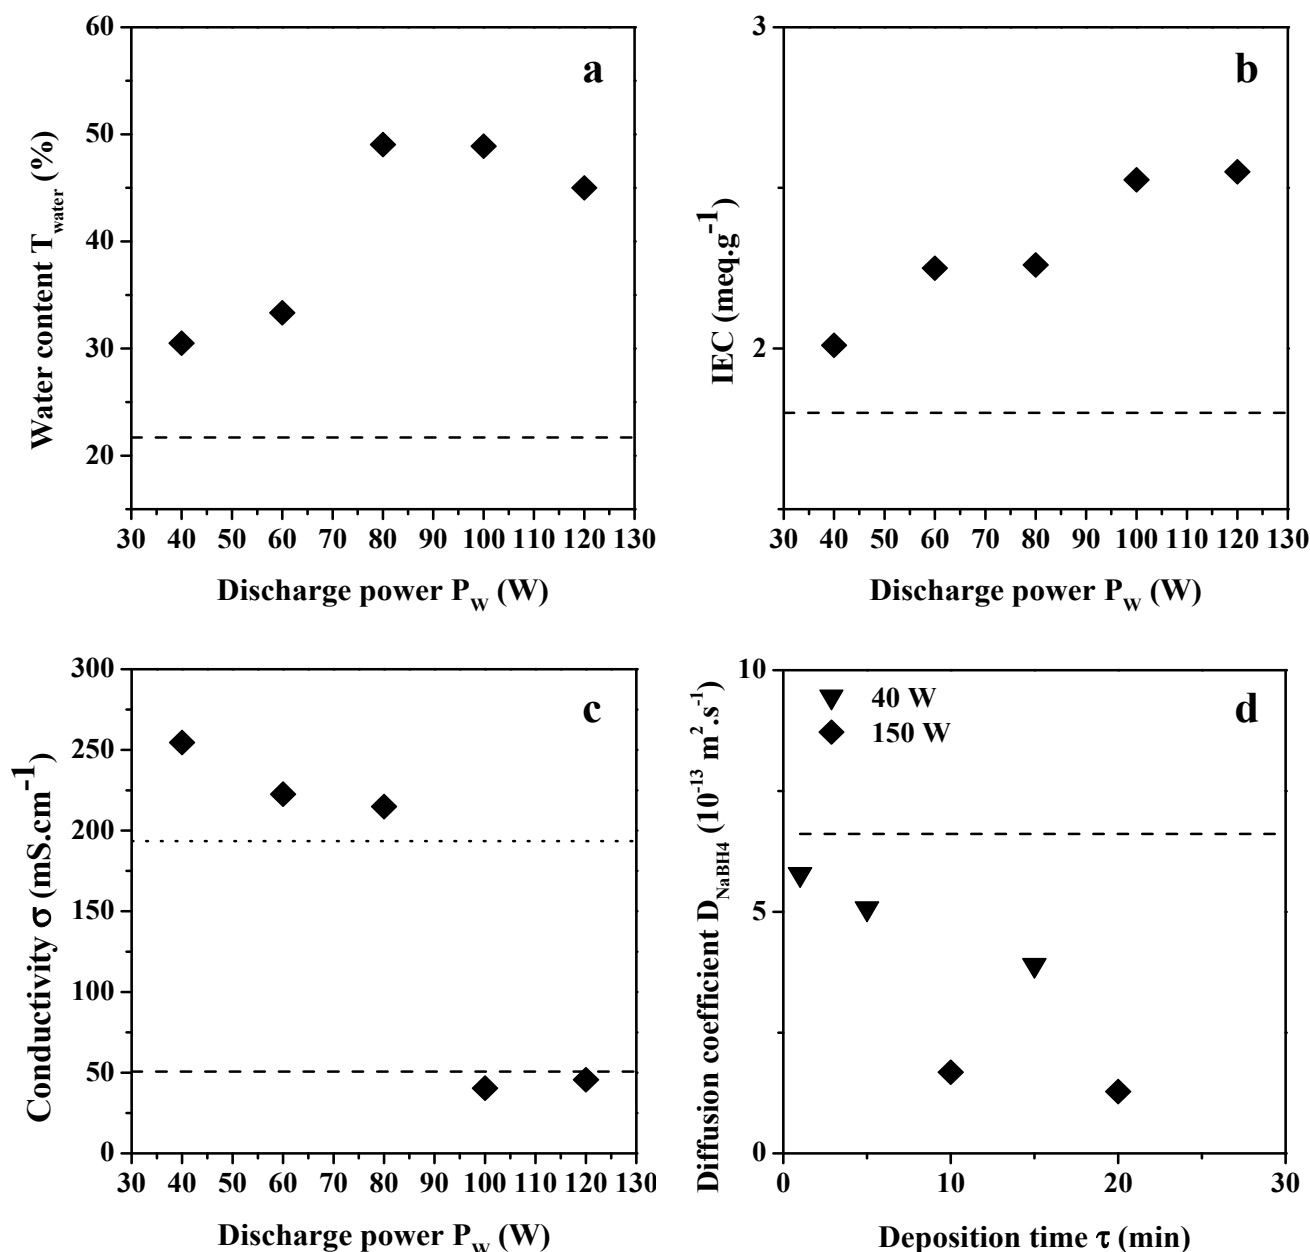 a
60
50
40
30
20
Water content T_water (%)
30 40 50 60 70 80 90 100 110 120 130
Discharge power P_W (W)
b
3
2
IEC (meq.g^-1)
30 40 50 60 70 80 90 100 110 120 130
Discharge power P_W (W)
c
300
250
200
150
100
50
0
Conductivity σ (mS.cm^-1)
30 40 50 60 70 80 90 100 110 120 130
Discharge power P_W (W)
d
40 W
150 W
10
5
0
Diffusion coefficient D_NaBH4 (10^-13 m^2.s^-1)
0 10 20 30
Deposition time τ (min)